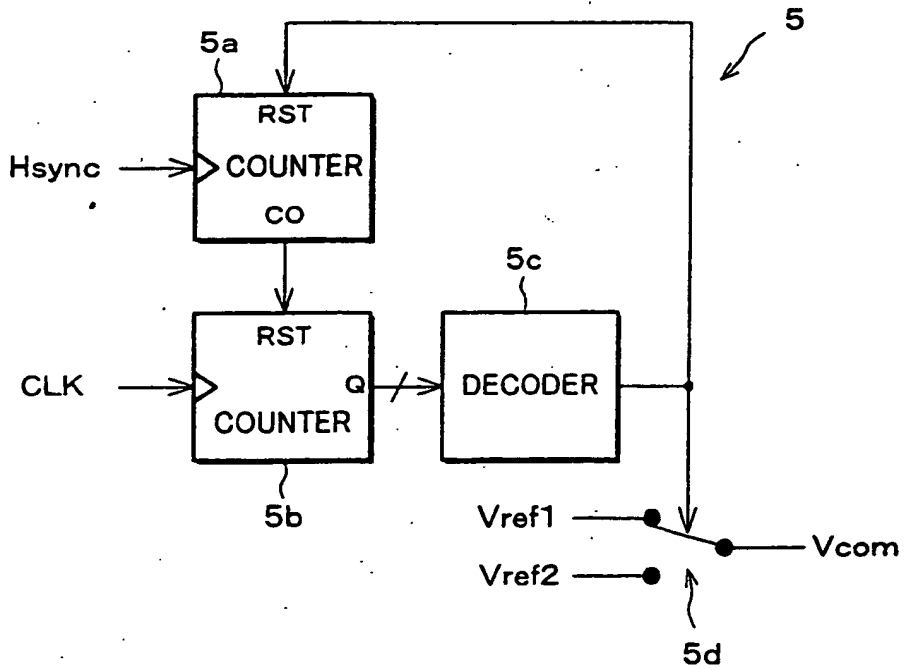 5
5a
RST
Hsync
COUNTER
CO
5c
RST
CLK
Q
DECODER
COUNTER
5b
Vref1
Vcom
Vref2
5d